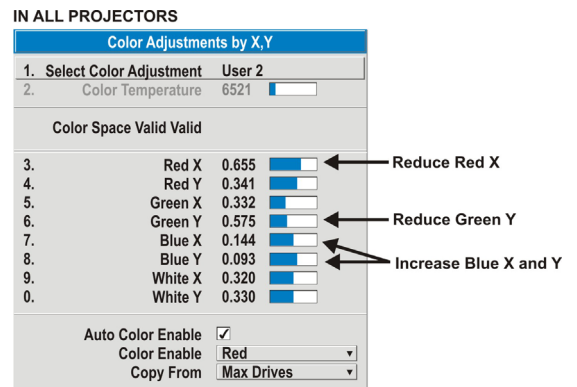 IN ALL PROJECTORS
Color Adjustments by X,Y
1. Select Color Adjustment User 2
2. Color Temperature 6521
Color Space Valid Valid
3. Red X 0.655 Reduce Red X
4. Red Y 0.341
5. Green X 0.332
6. Green Y 0.575 Reduce Green Y
7. Blue X 0.144
8. Blue Y 0.093 Increase Blue X and Y
9. White X 0.320
0. White Y 0.330
Auto Color Enable
Color Enable Red
Copy From Max Drives